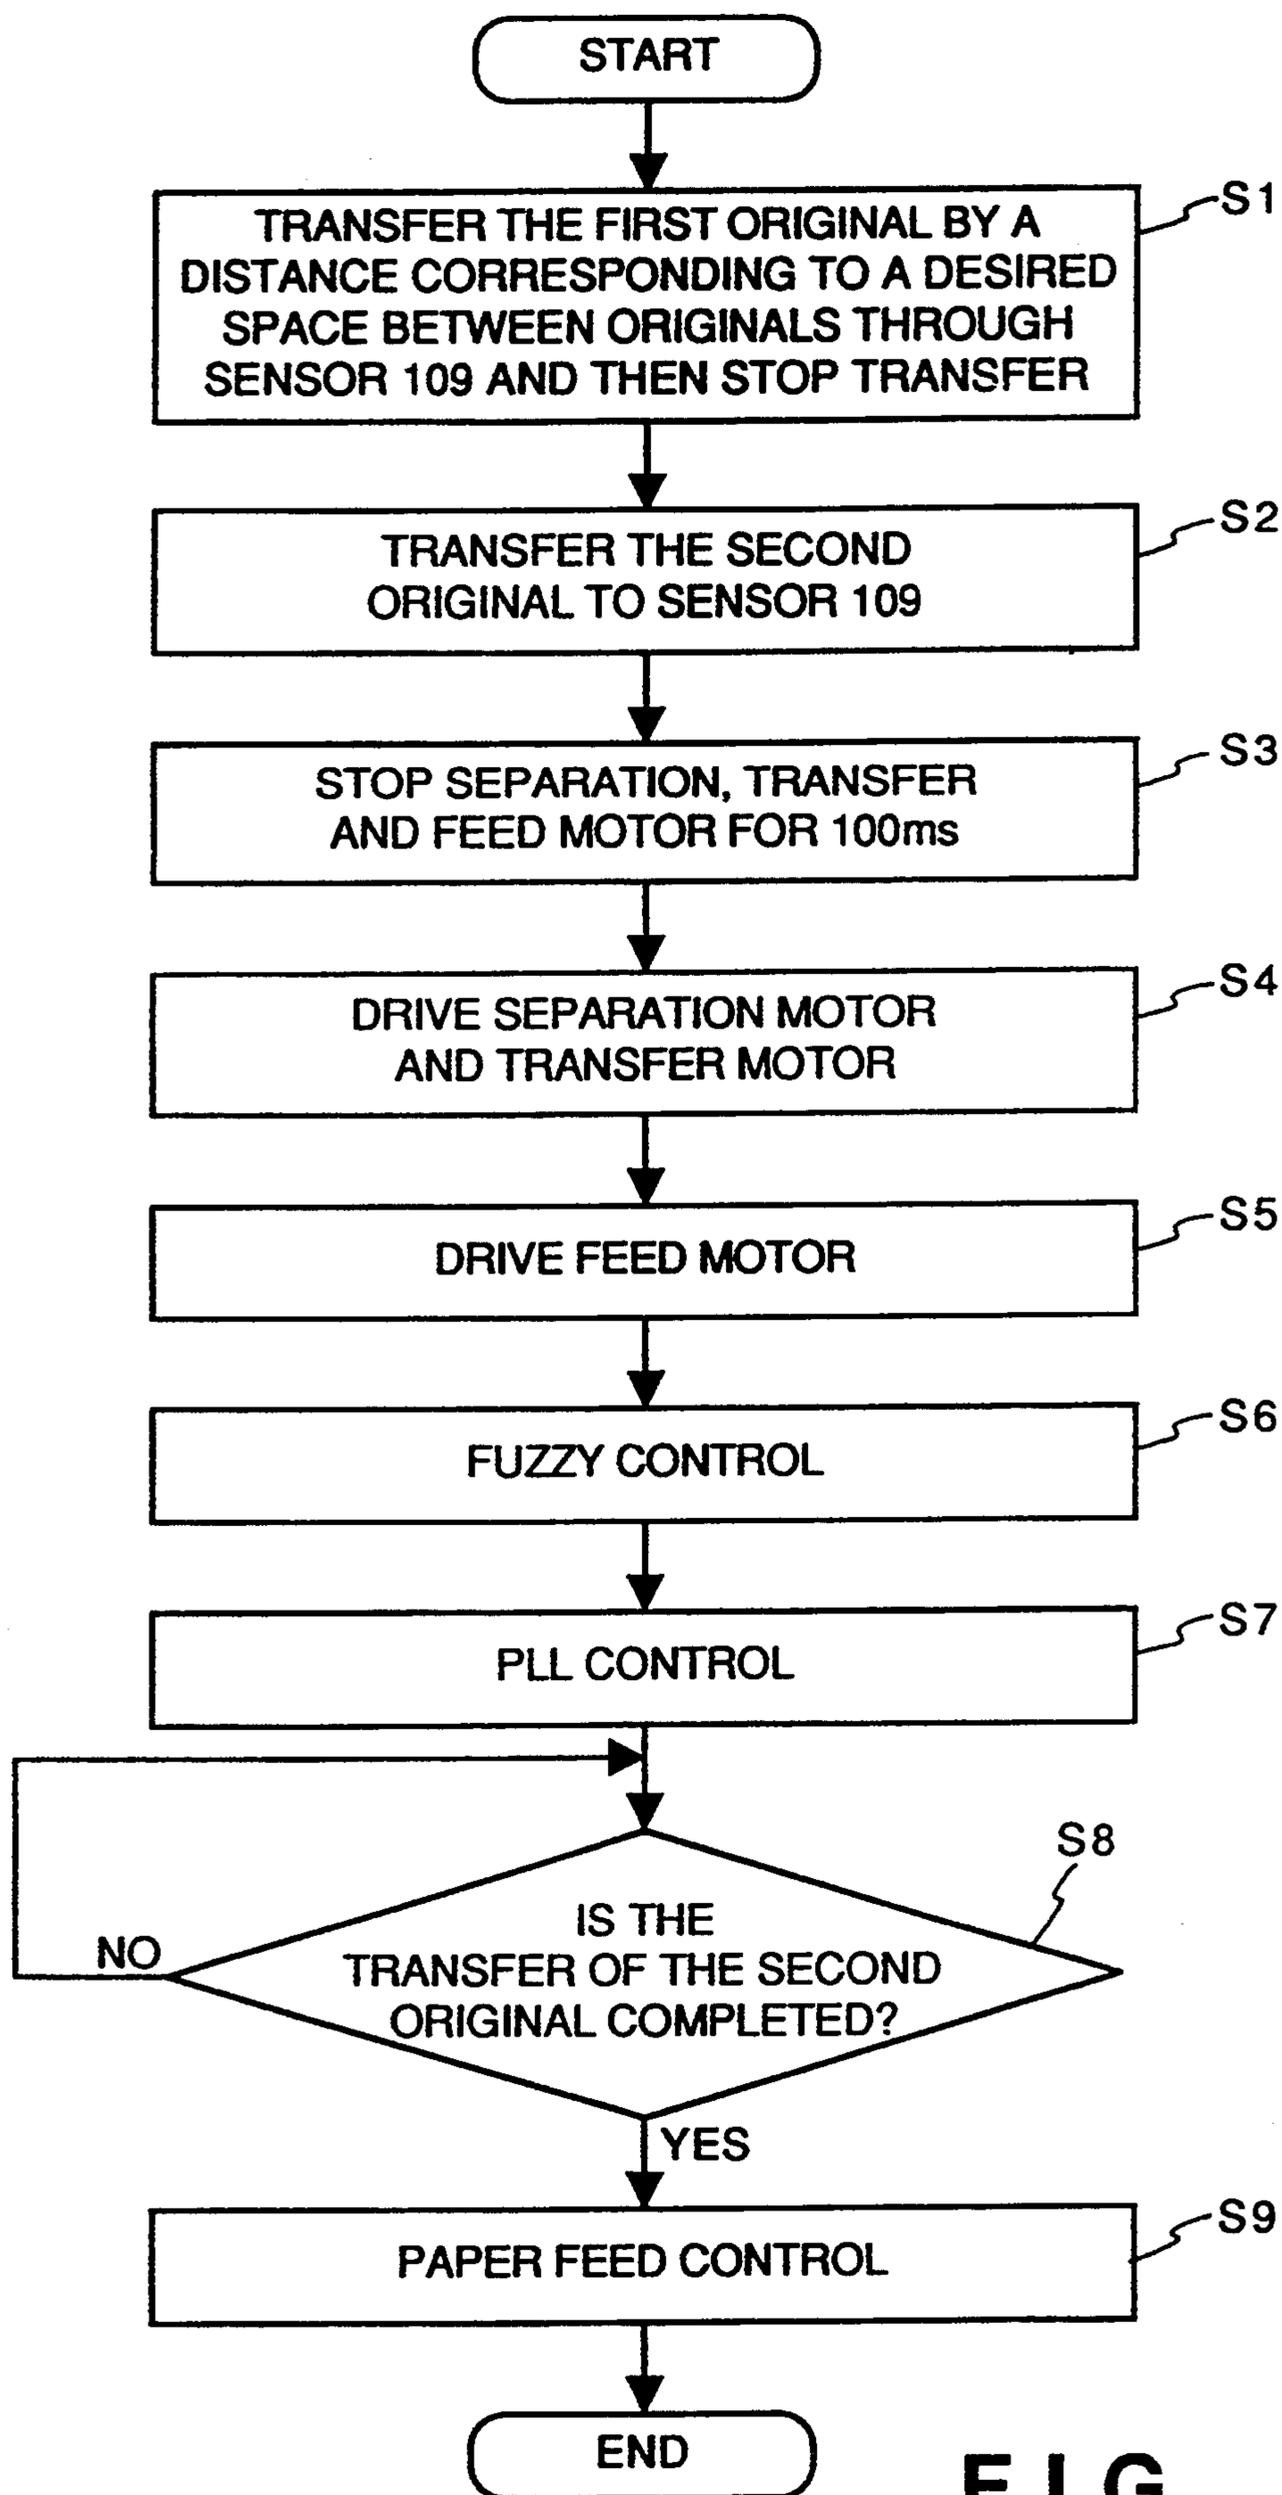 START
S1
TRANSFER THE FIRST ORIGINAL BY A
DISTANCE CORRESPONDING TO A DESIRED
SPACE BETWEEN ORIGINALS THROUGH
SENSOR 109 AND THEN STOP TRANSFER
S2
TRANSFER THE SECOND
ORIGINAL TO SENSOR 109
S3
STOP SEPARATION, TRANSFER
AND FEED MOTOR FOR 100ms
S4
DRIVE SEPARATION MOTOR
AND TRANSFER MOTOR
S5
DRIVE FEED MOTOR
S6
FUZZY CONTROL
S7
PLL CONTROL
S8
IS THE
TRANSFER OF THE SECOND
ORIGINAL COMPLETED?
NO
YES
S9
PAPER FEED CONTROL
END
FIG